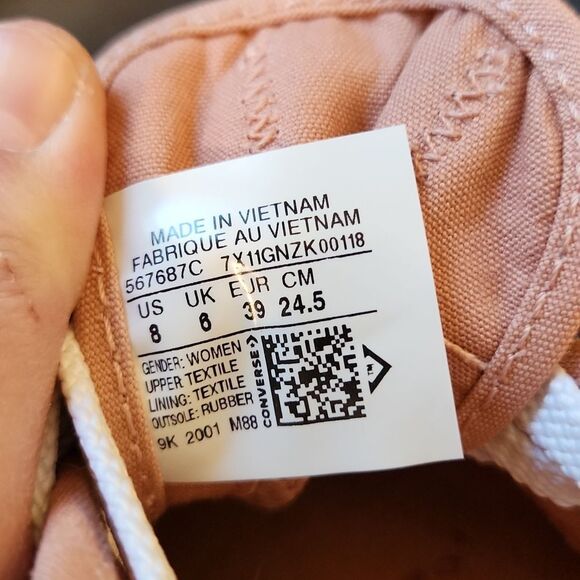 MADE IN VIETNAM
FABRIQUE AU VIETNAM
567687C 7X11GNZK00118
US UK EUR CM
8 6 39 24.5
GENDER: WOMEN
UPPER: TEXTILE
LINING: TEXTILE
OUTSOLE: RUBBER
9K 2001 M88
CONVERSE
TM